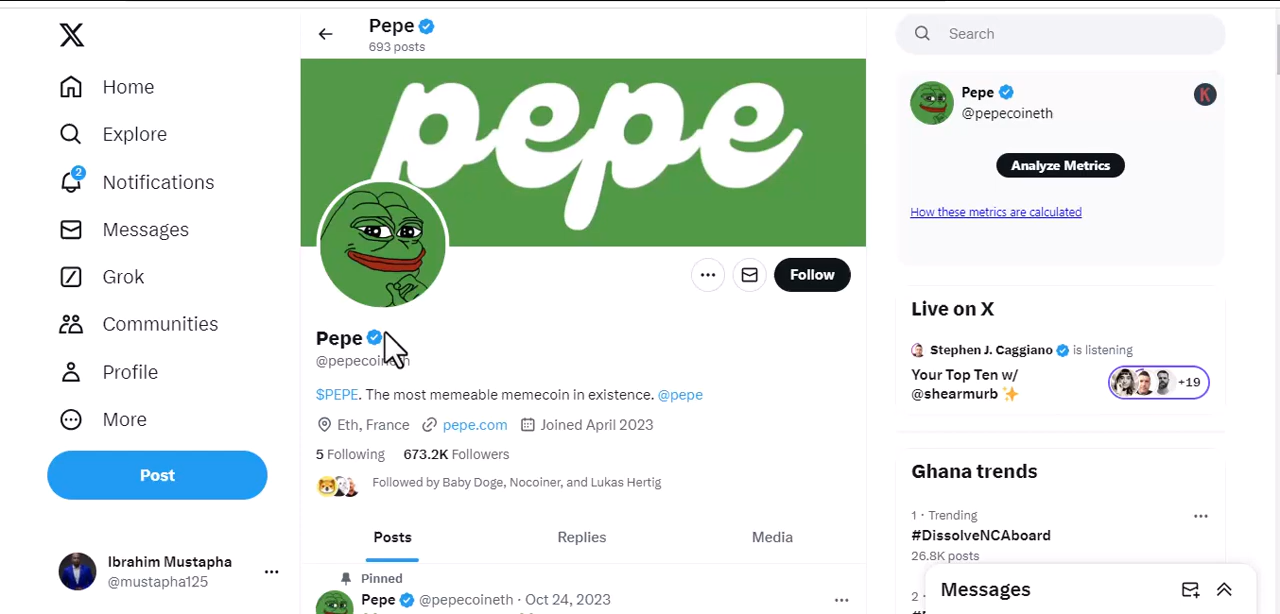 Home
Explore
2
Notifications
Messages
Grok
Communities
Profile
More
Post
Ibrahim Mustapha
@mustapha125
Pepe
693 posts
pepe
Follow
Pepe
$PEPE. The most memeable memecoin in existence. @pepe
Eth, France pepe.com Joined April 2023
5 Following 673.2K Followers
Followed by Baby Doge, Nocoiner, and Lukas Hertig
Posts Replies Media
Pinned
Pepe @pepecoineth · Oct 24, 2023
Search
Pepe
K
@pepecoineth
Analyze Metrics
How these metrics are calculated
Live on X
Stephen J. Caggiano is listening
Your Top Ten w/
@shearmurb ✨
+19
Ghana trends
1 · Trending
#DissolveNCAboard
26.8K posts
2 ·
Messages